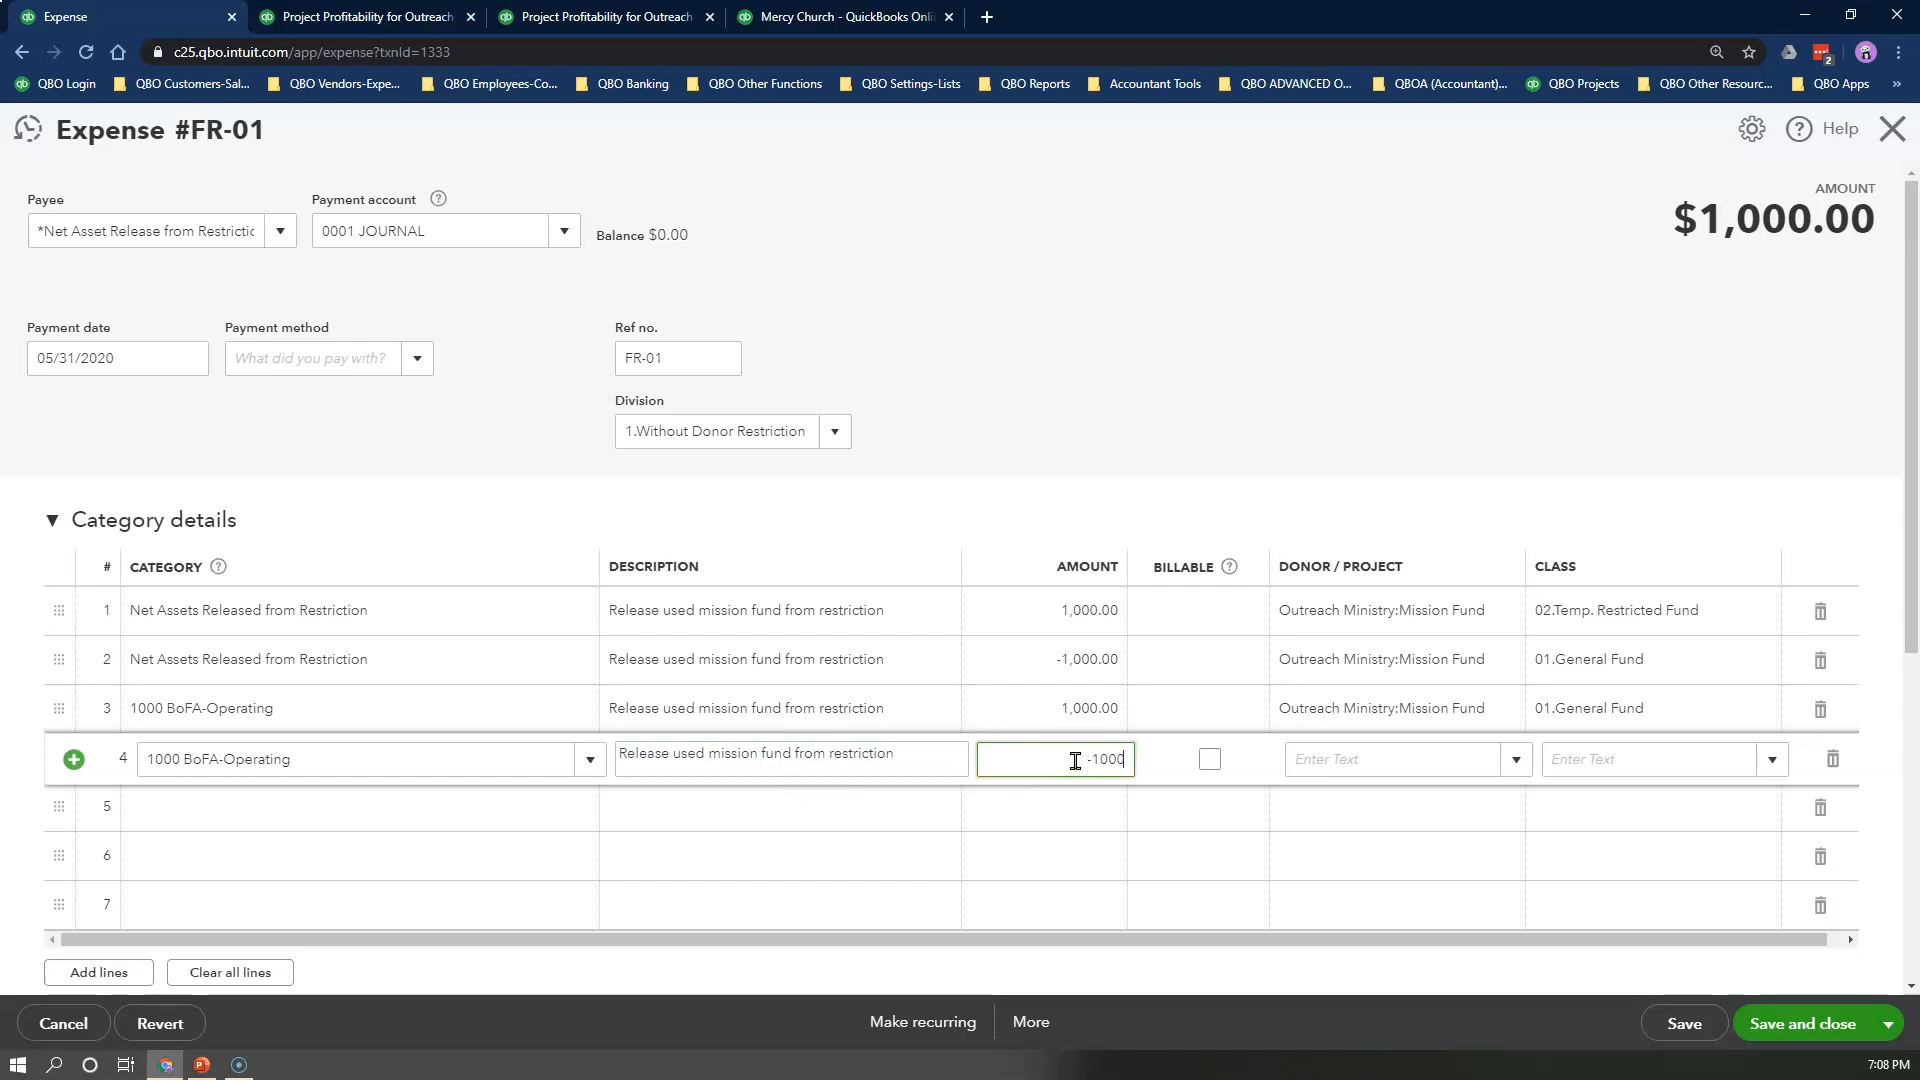 Expense
Project Profitability for Outreach
Project Profitability for Outreach
Mercy Church - QuickBooks Onli
c25.qbo.intuit.com/app/expense?txnId=1333
2
QBO Login
QBO Customers-Sal...
QBO Vendors-Expe...
QBO Employees-Co...
QBO Banking
QBO Other Functions
QBO Settings-Lists
QBO Reports
Accountant Tools
QBO ADVANCED O...
QBOA (Accountant)...
QBO Projects
QBO Other Resourc...
QBO Apps
»
Expense #FR-01
Help
AMOUNT
$1,000.00
Payee
Payment account
*Net Asset Release from Restrictic
0001 JOURNAL
Balance $0.00
Payment date
Payment method
Ref no.
05/31/2020
What did you pay with?
FR-01
Division
1.Without Donor Restriction
Category details
# CATEGORY DESCRIPTION AMOUNT BILLABLE DONOR / PROJECT CLASS
1 Net Assets Released from Restriction Release used mission fund from restriction 1,000.00 Outreach Ministry:Mission Fund 02.Temp. Restricted Fund
2 Net Assets Released from Restriction Release used mission fund from restriction -1,000.00 Outreach Ministry:Mission Fund 01.General Fund
3 1000 BoFA-Operating Release used mission fund from restriction 1,000.00 Outreach Ministry:Mission Fund 01.General Fund
4 1000 BoFA-Operating Release used mission fund from restriction -1000 Enter Text Enter Text
5
6
7
Add lines
Clear all lines
Cancel
Revert
Make recurring
More
Save
Save and close
7:08 PM